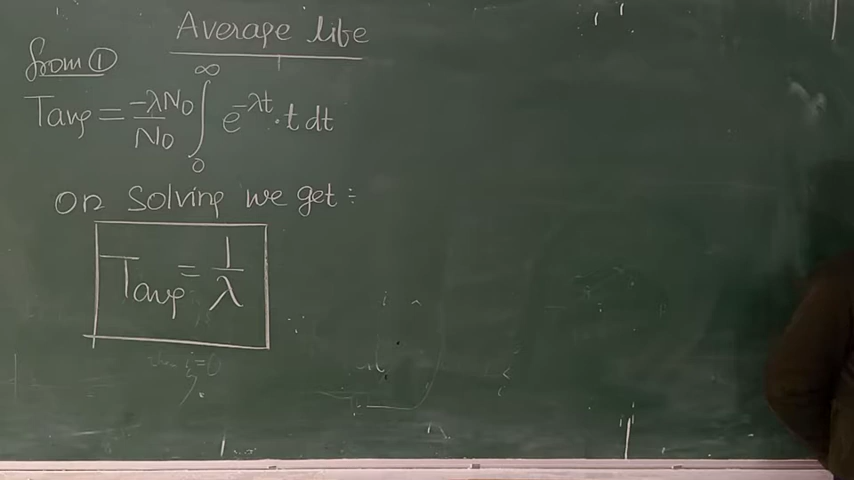 Average life
from ①
Tavg = -λN₀/N₀ ∫₀^∞ e^-λt . t dt
on solving we get :
Tavg = 1/λ